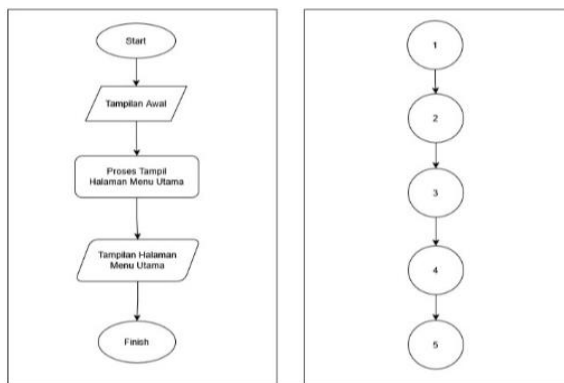 Start
Tampilan Awal
Proses Tampil
Halaman Menu Utama
Tampilan Halaman
Menu Utama
Finish
1
2
3
4
5